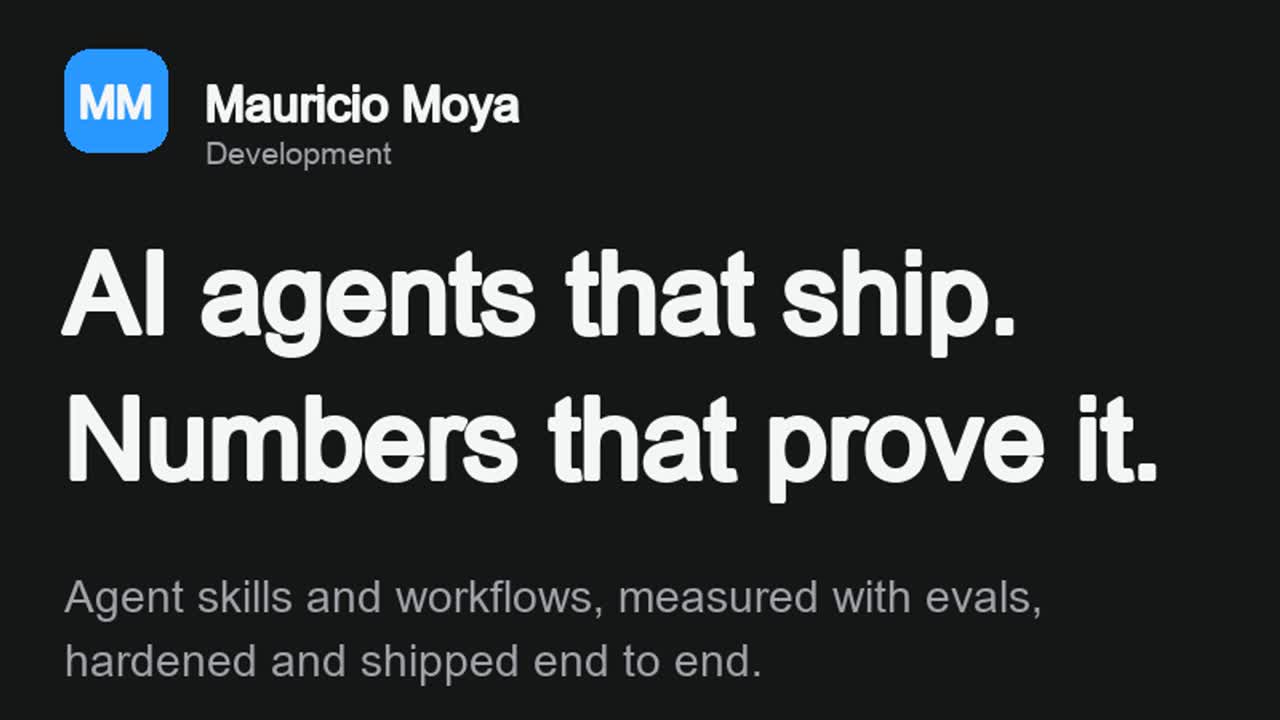 MM
Mauricio Moya
Development
AI agents that ship.
Numbers that prove it.
Agent skills and workflows, measured with evals,
hardened and shipped end to end.